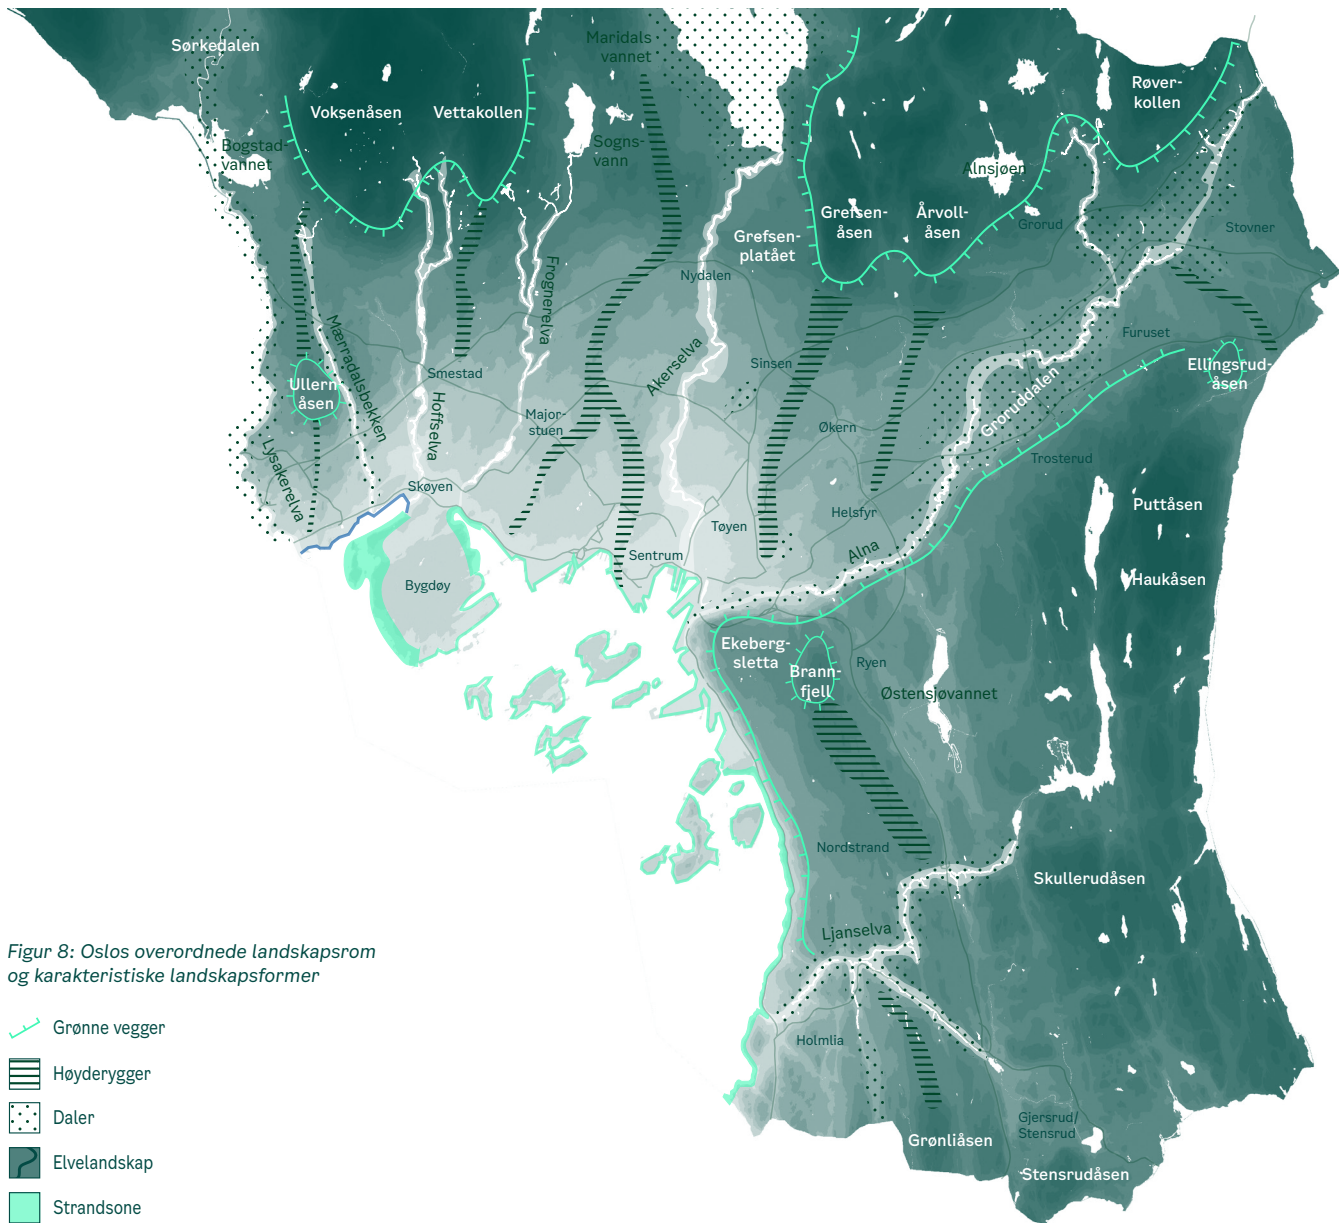 Sørkedalen
Maridals
vannet
Voksenåsen
Vettakollen
Røver-
kollen
Bogstad-
vannet
Sogns-
vann
Alnsjøen
Grefsen-
åsen
Årvoll-
åsen
Grorud
Stovner
Grefsen-
platået
Nydalen
Frognerelva
Mærradalsbekken
Furuset
Ullern-
åsen
Smestad
Akerselva
Sinsen
Ellingsrud-
åsen
Hoffselva
Major-
stuen
Økern
Groruddalen
Trosterud
Lysakerelva
Skøyen
Puttåsen
Tøyen
Helsfyr
Sentrum
Alna
Bygdøy
Haukåsen
Ekeberg-
sletta
Brann-
fjell
Ryen
Østensjøvannet
Nordstrand
Skullerudåsen
Ljanselva
Holmlia
Gjersrud/
Stensrud
Grønliåsen
Stensrudåsen
Figur 8: Oslos overordnede landskapsrom
og karakteristiske landskapsformer
Grønne vegger
Høyderygger
Daler
Elvelandskap
Strandsone